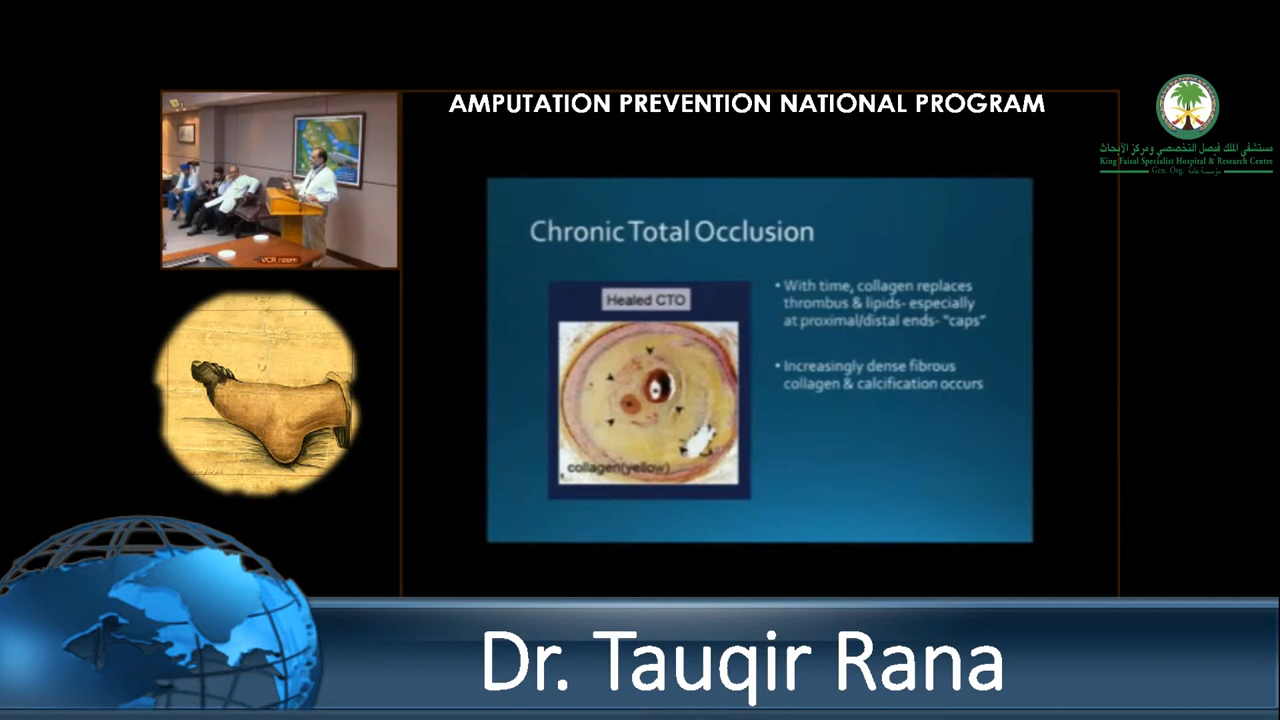 AMPUTATION PREVENTION NATIONAL PROGRAM
مستشفى الملك فيصل التخصصي ومركز الأبحاث
King Faisal Specialist Hospital & Research Centre
Gen. Org. مؤسسة عامة
VCR room
Chronic Total Occlusion
Healed CTO
collagen(yellow)
• With time, collagen replaces
thrombus & lipids- especially
at proximal/distal ends- "caps"
• Increasingly dense fibrous
collagen & calcification occurs
Dr. Tauqir Rana